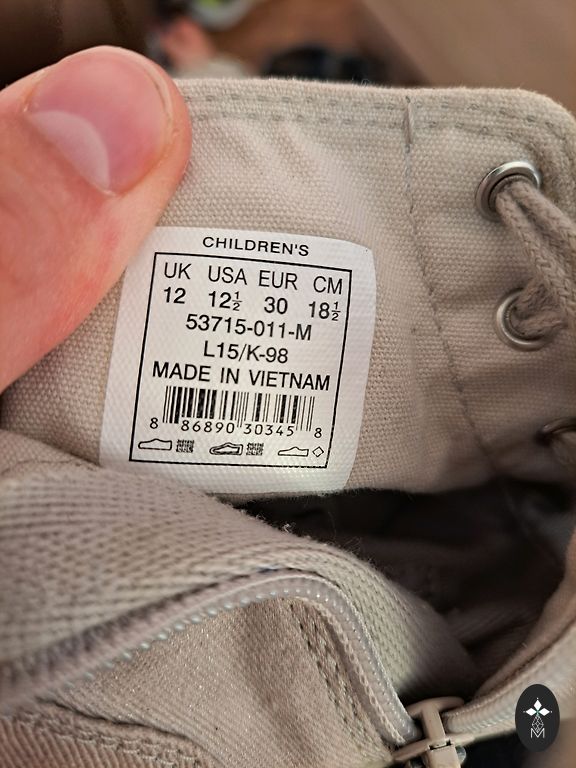 CHILDREN'S
UK USA EUR CM
12 12½ 30 18½
53715-011-M
L15/K-98
MADE IN VIETNAM
8 86890 30345 8
M